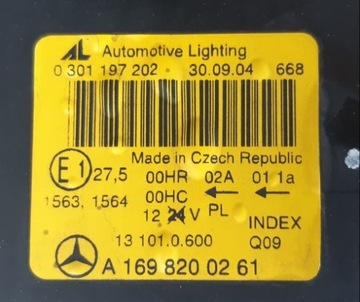 AL Automotive Lighting
0 301 197 202 30.09.04 668
Made in Czech Republic
E1 27,5 00HR 02A 01 1a
1563, 1564 00HC ← ←
12 24 V PL INDEX
13 101.0.600 Q09
A 169 820 02 61